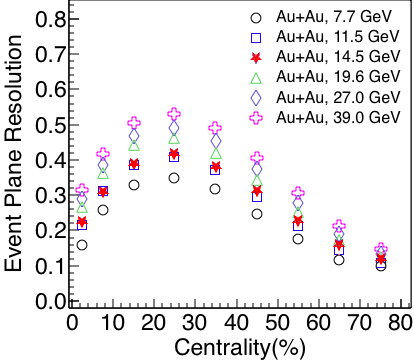 Event Plane Resolution
0.8
0.7
0.6
0.5
0.4
0.3
0.2
0.1
0.0
Au+Au, 7.7 GeV
Au+Au, 11.5 GeV
Au+Au, 14.5 GeV
Au+Au, 19.6 GeV
Au+Au, 27.0 GeV
Au+Au, 39.0 GeV
0 10 20 30 40 50 60 70 80
Centrality(%)